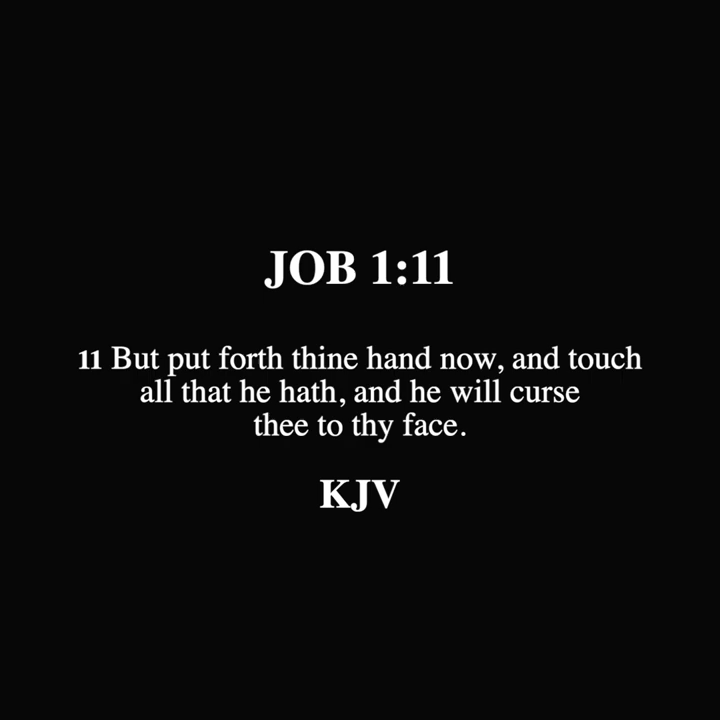 JOB 1:11
11 But put forth thine hand now, and touch
all that he hath, and he will curse
thee to thy face.
KJV